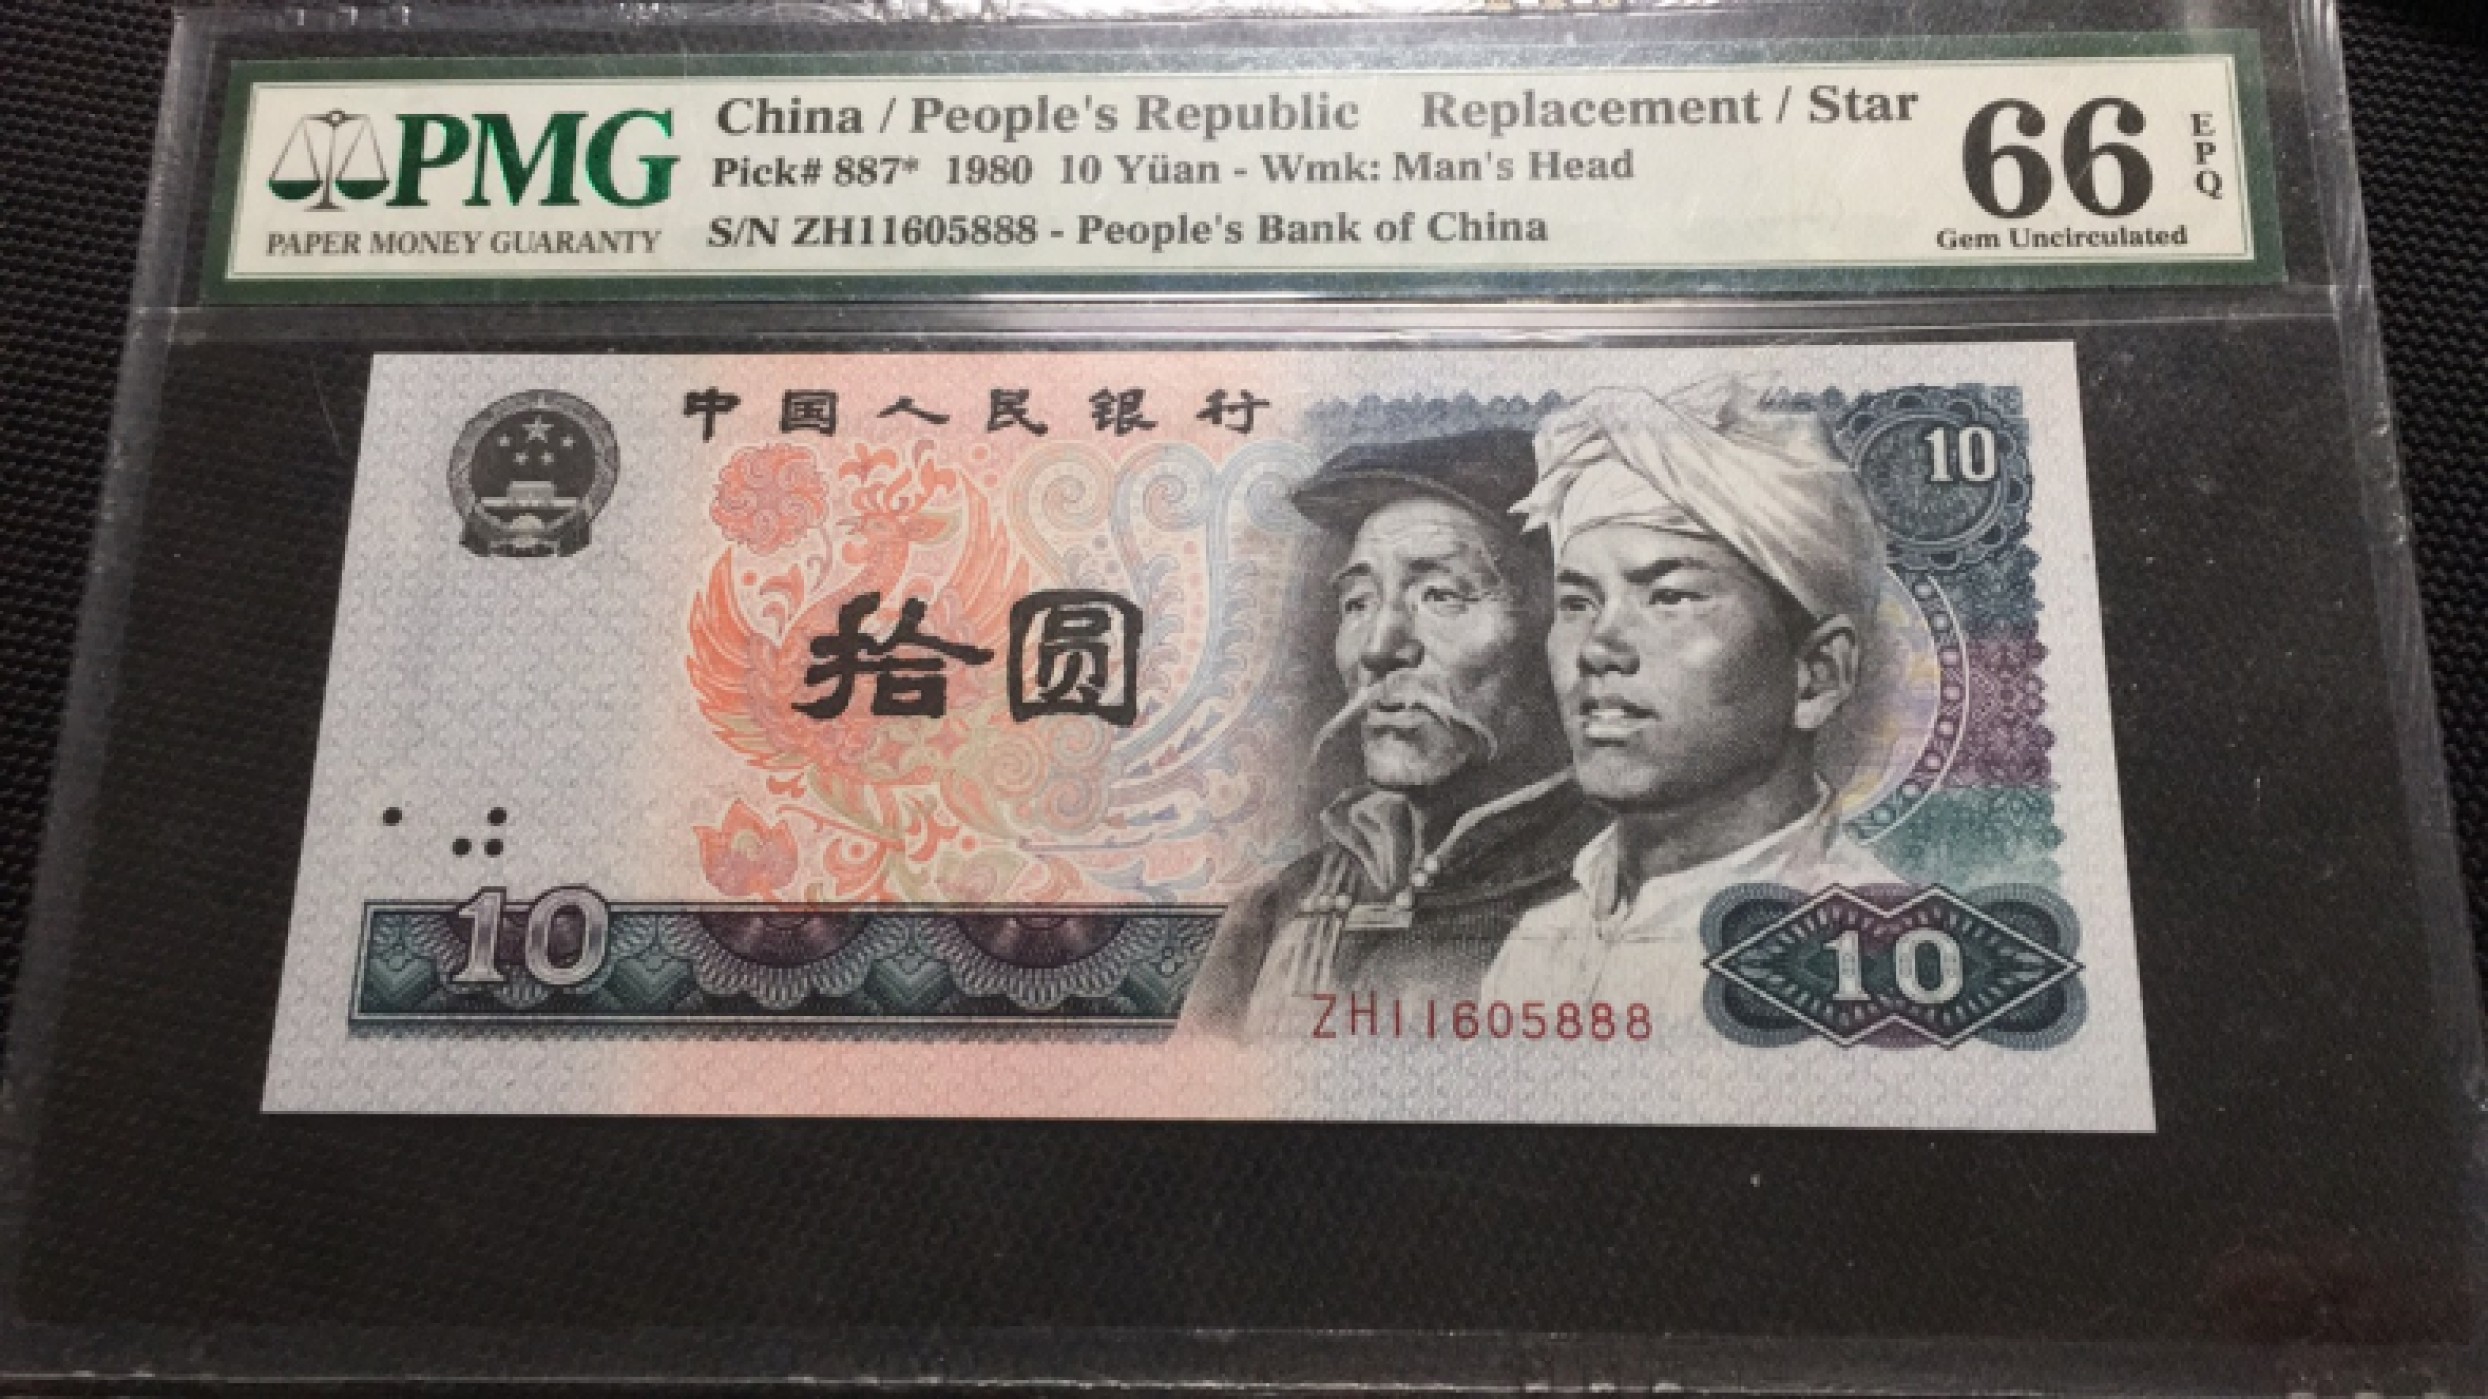 PMG
PAPER MONEY GUARANTY
China / People's Republic Replacement / Star
Pick# 887* 1980 10 Yüan - Wmk: Man's Head
S/N ZH11605888 - People's Bank of China
66
EPQ
Gem Uncirculated
中国人民银行
10
拾圆
10
10
ZH11605888